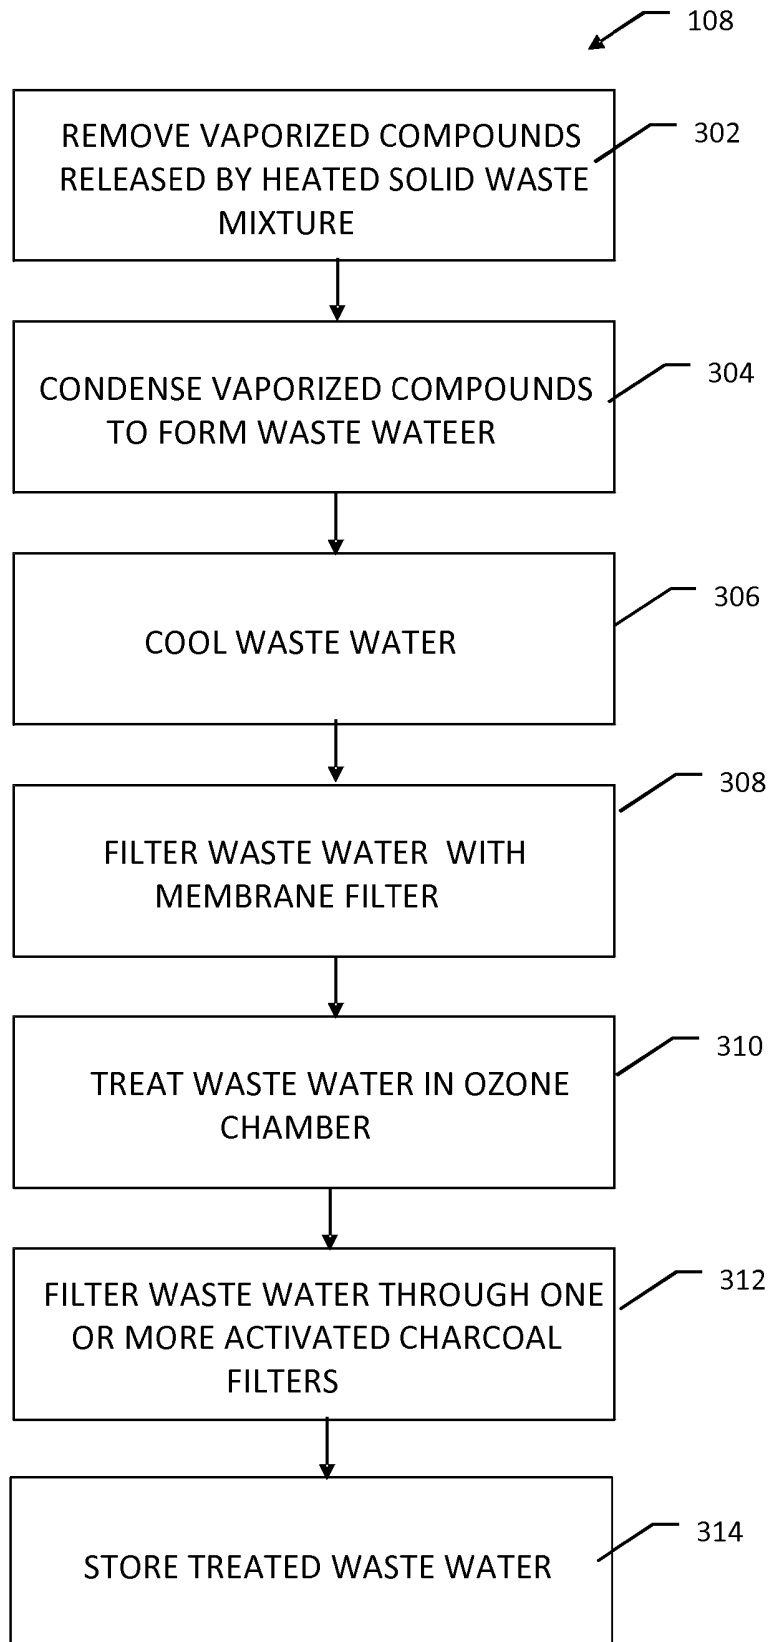 108
REMOVE VAPORIZED COMPOUNDS
RELEASED BY HEATED SOLID WASTE
MIXTURE
302
CONDENSE VAPORIZED COMPOUNDS
TO FORM WASTE WATEER
304
COOL WASTE WATER
306
FILTER WASTE WATER WITH
MEMBRANE FILTER
308
TREAT WASTE WATER IN OZONE
CHAMBER
310
FILTER WASTE WATER THROUGH ONE
OR MORE ACTIVATED CHARCOAL
FILTERS
312
STORE TREATED WASTE WATER
314